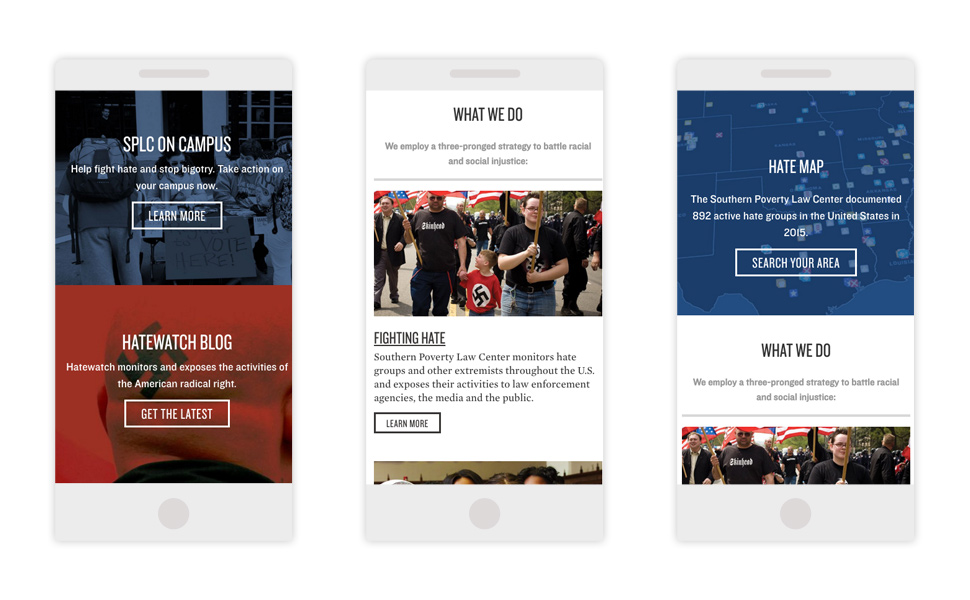 SPLC ON CAMPUS
Help fight hate and stop bigotry. Take action on
your campus now.
LEARN MORE
VOTE
HERE!
HATEWATCH BLOG
Hatewatch monitors and exposes the activities of
the American radical right.
GET THE LATEST
WHAT WE DO
We employ a three-pronged strategy to battle racial
and social injustice:
Skinhead
FIGHTING HATE
Southern Poverty Law Center monitors hate
groups and other extremists throughout the U.S.
and exposes their activities to law enforcement
agencies, the media and the public.
LEARN MORE
HATE MAP
The Southern Poverty Law Center documented
892 active hate groups in the United States in
2015.
SEARCH YOUR AREA
WHAT WE DO
We employ a three-pronged strategy to battle racial
and social injustice:
Skinhead